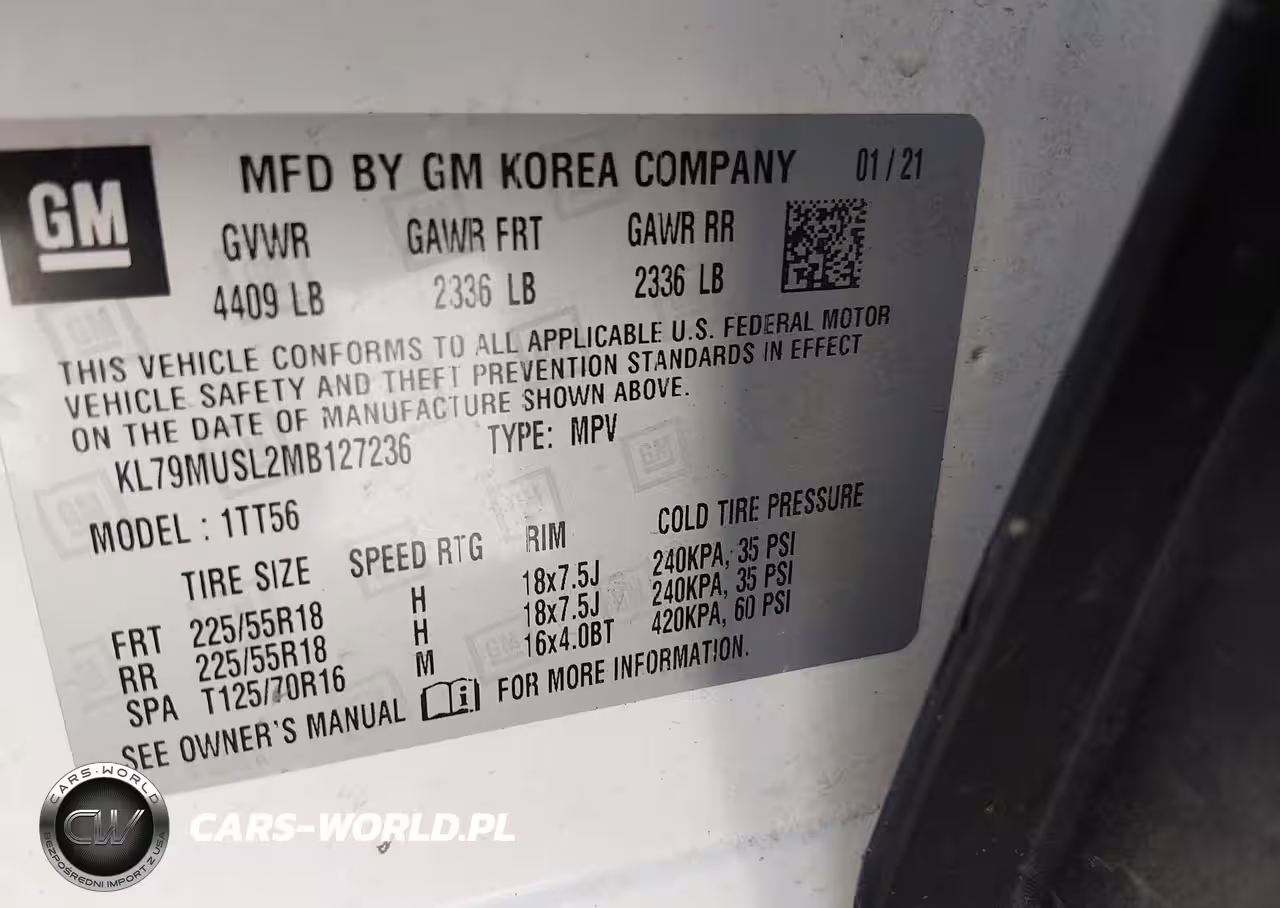 GM
MFD BY GM KOREA COMPANY 01/21
GVWR GAWR FRT GAWR RR
4409 LB 2336 LB 2336 LB
THIS VEHICLE CONFORMS TO ALL APPLICABLE U.S. FEDERAL MOTOR
VEHICLE SAFETY AND THEFT PREVENTION STANDARDS IN EFFECT
ON THE DATE OF MANUFACTURE SHOWN ABOVE.
KL79MUSL2MB127236 TYPE: MPV
MODEL: 1TT56
TIRE SIZE SPEED RTG RIM COLD TIRE PRESSURE
FRT 225/55R18 H 18x7.5J 240KPA, 35 PSI
RR 225/55R18 H 18x7.5J 240KPA, 35 PSI
SPA T125/70R16 M 16x4.0BT 420KPA, 60 PSI
SEE OWNER'S MANUAL i FOR MORE INFORMATION.
CARS-WORLD
CW
BEZPOŚREDNI IMPORT Z USA
CARS-WORLD.PL